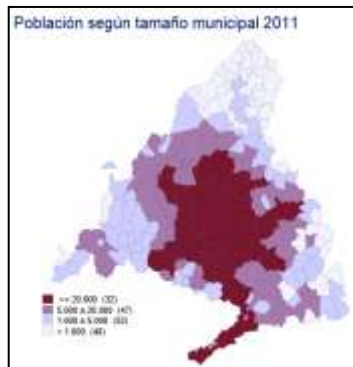 Población según tamaño municipal 2011
>= 20.000 (32)
5.000 a 20.000 (47)
1.000 a 5.000 (52)
< 1.000 (48)